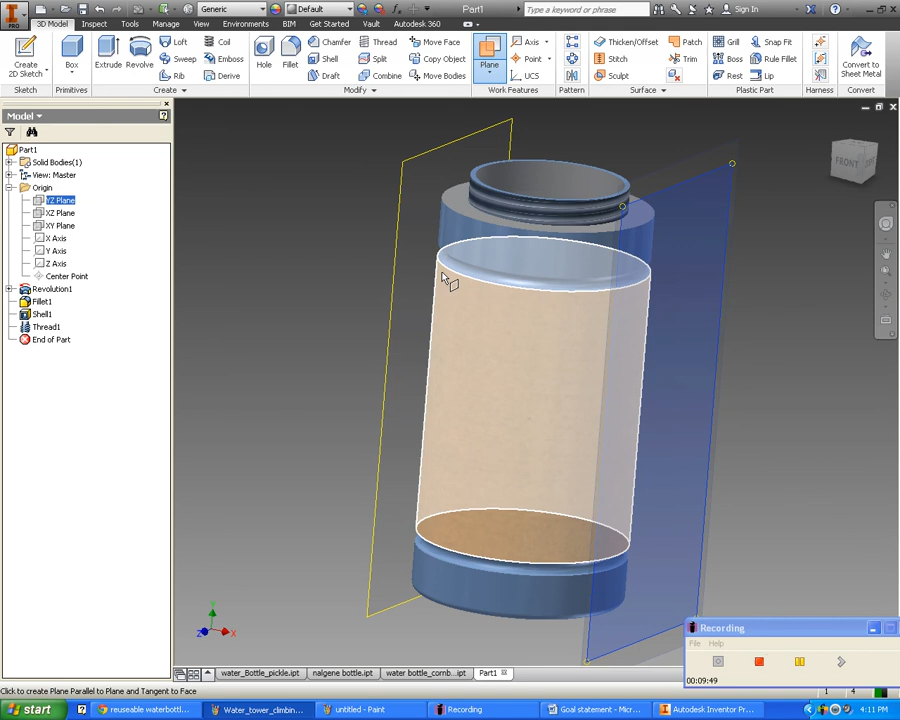 PRO
Generic
Default
Part1
Type a keyword or phrase
Sign In
3D Model
Inspect
Tools
Manage
View
Environments
BIM
Get Started
Vault
Autodesk 360
Create
2D Sketch
Box
Extrude
Revolve
Loft
Sweep
Rib
Coil
Emboss
Derive
Hole
Fillet
Chamfer
Shell
Draft
Thread
Split
Combine
Move Face
Copy Object
Move Bodies
Plane
Axis
Point
UCS
Thicken/Offset
Stitch
Sculpt
Patch
Trim
Grill
Boss
Rest
Snap Fit
Rule Fillet
Lip
Convert to
Sheet Metal
Sketch
Primitives
Create
Modify
Work Features
Pattern
Surface
Plastic Part
Harness
Convert
Model
Part1
Solid Bodies(1)
View: Master
Origin
YZ Plane
XZ Plane
XY Plane
X Axis
Y Axis
Z Axis
Center Point
Revolution1
Fillet1
Shell1
Thread1
End of Part
FRONT
Y
Z
X
Recording
File Help
00:09:49
water_Bottle_pickle.ipt
nalgene bottle.ipt
water bottle_comb...ipt
Part1
Click to create Plane Parallel to Plane and Tangent to Face
1 4
start
reuseable waterbottl...
Water_tower_climbin...
untitled - Paint
Recording
Goal statement - Micr...
Autodesk Inventor Pr...
4:11 PM